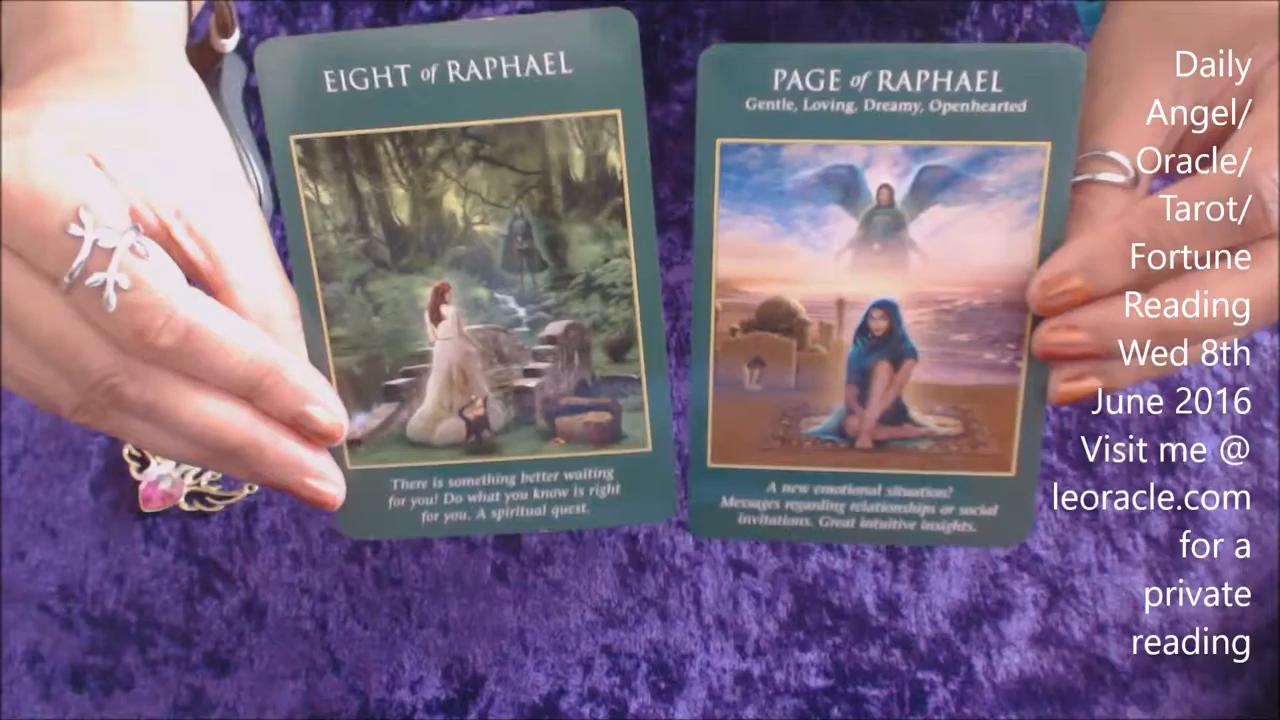 EIGHT of RAPHAEL
There is something better waiting
for you! Do what you know is right
for you. A spiritual quest.
PAGE of RAPHAEL
Gentle, Loving, Dreamy, Openhearted
A new emotional situation?
Messages regarding relationships or social
invitations. Great intuitive insights.
Daily
Angel/
Oracle/
Tarot/
Fortune
Reading
Wed 8th
June 2016
Visit me @
leoracle.com
for a
private
reading